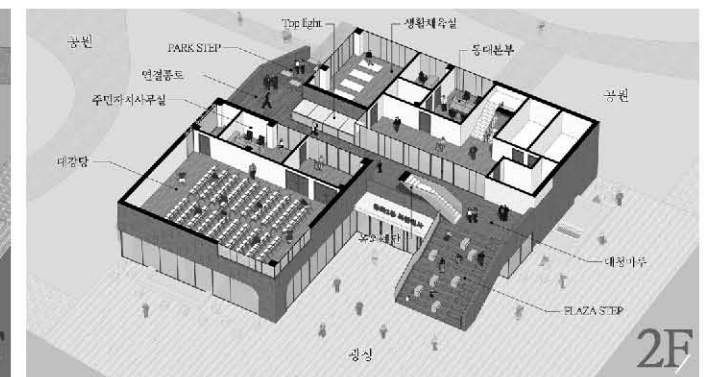 Top light
생활체육실
공원
PARK STEP
동대본부
연결통로
공원
주민자치사무실
대강당
대청마루
PLAZA STEP
광장
2F